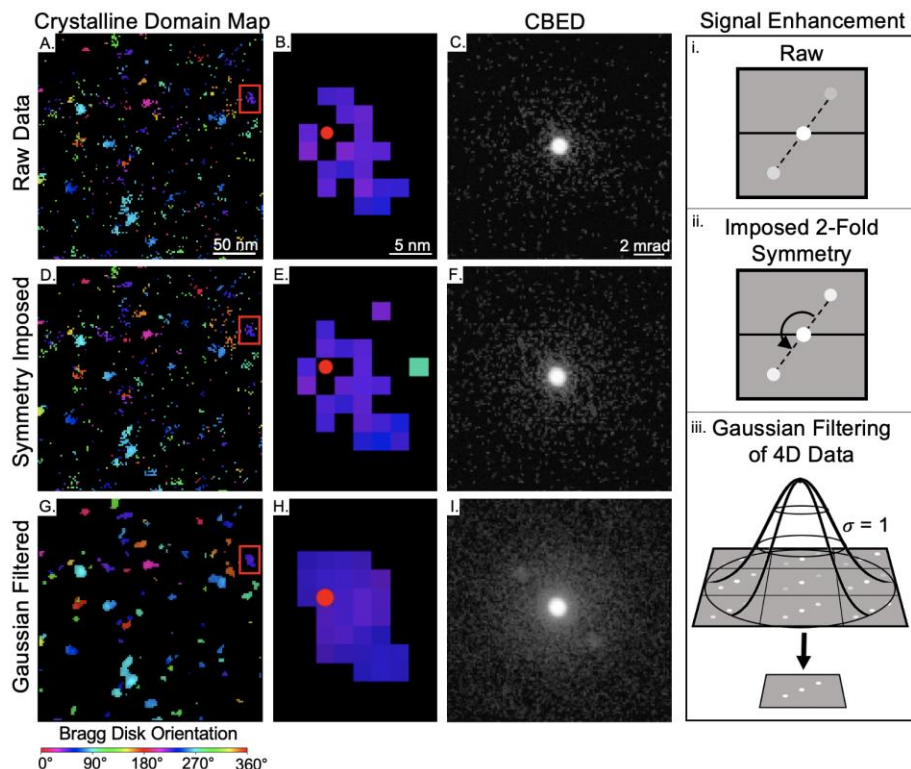 Crystalline Domain Map
CBED
Signal Enhancement
Raw Data
A.
50 nm
B.
5 nm
C.
2 mrad
i.
Raw
Symmetry Imposed
D.
E.
F.
ii.
Imposed 2-Fold
Symmetry
Gaussian Filtered
G.
H.
I.
iii.
Gaussian Filtering
of 4D Data
σ = 1
Bragg Disk Orientation
0° 90° 180° 270° 360°